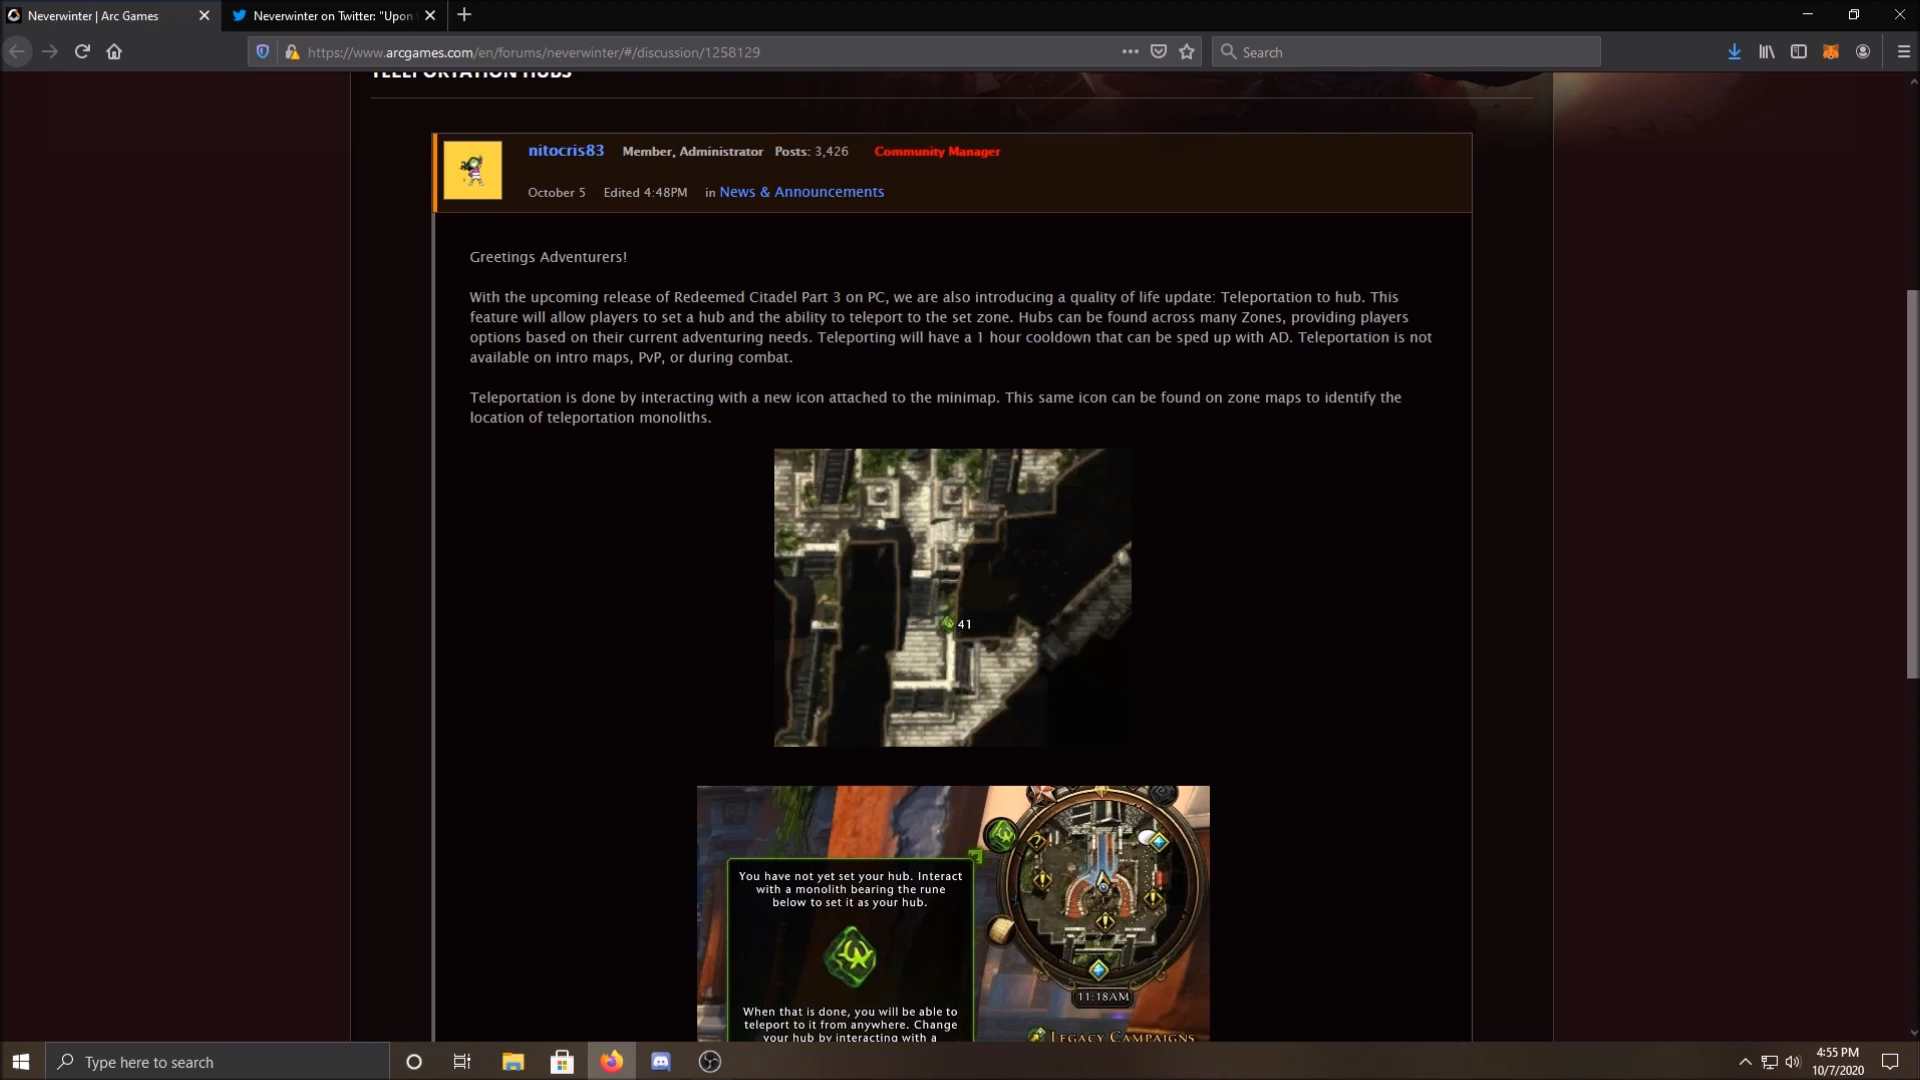 Neverwinter | Arc Games
Neverwinter on Twitter: "Upon
https://www.arcgames.com/en/forums/neverwinter/#/discussion/1258129
Search
TELEPORTATION HUBS
nitocris83 Member, Administrator Posts: 3,426 Community Manager
October 5 Edited 4:48PM in News & Announcements
Greetings Adventurers!
With the upcoming release of Redeemed Citadel Part 3 on PC, we are also introducing a quality of life update: Teleportation to hub. This
feature will allow players to set a hub and the ability to teleport to the set zone. Hubs can be found across many Zones, providing players
options based on their current adventuring needs. Teleporting will have a 1 hour cooldown that can be sped up with AD. Teleportation is not
available on intro maps, PvP, or during combat.
Teleportation is done by interacting with a new icon attached to the minimap. This same icon can be found on zone maps to identify the
location of teleportation monoliths.
41
You have not yet set your hub. Interact
with a monolith bearing the rune
below to set it as your hub.
When that is done, you will be able to
teleport to it from anywhere. Change
your hub by interacting with a
11:18AM
LEGACY CAMPAIGNS
Type here to search
4:55 PM
10/7/2020